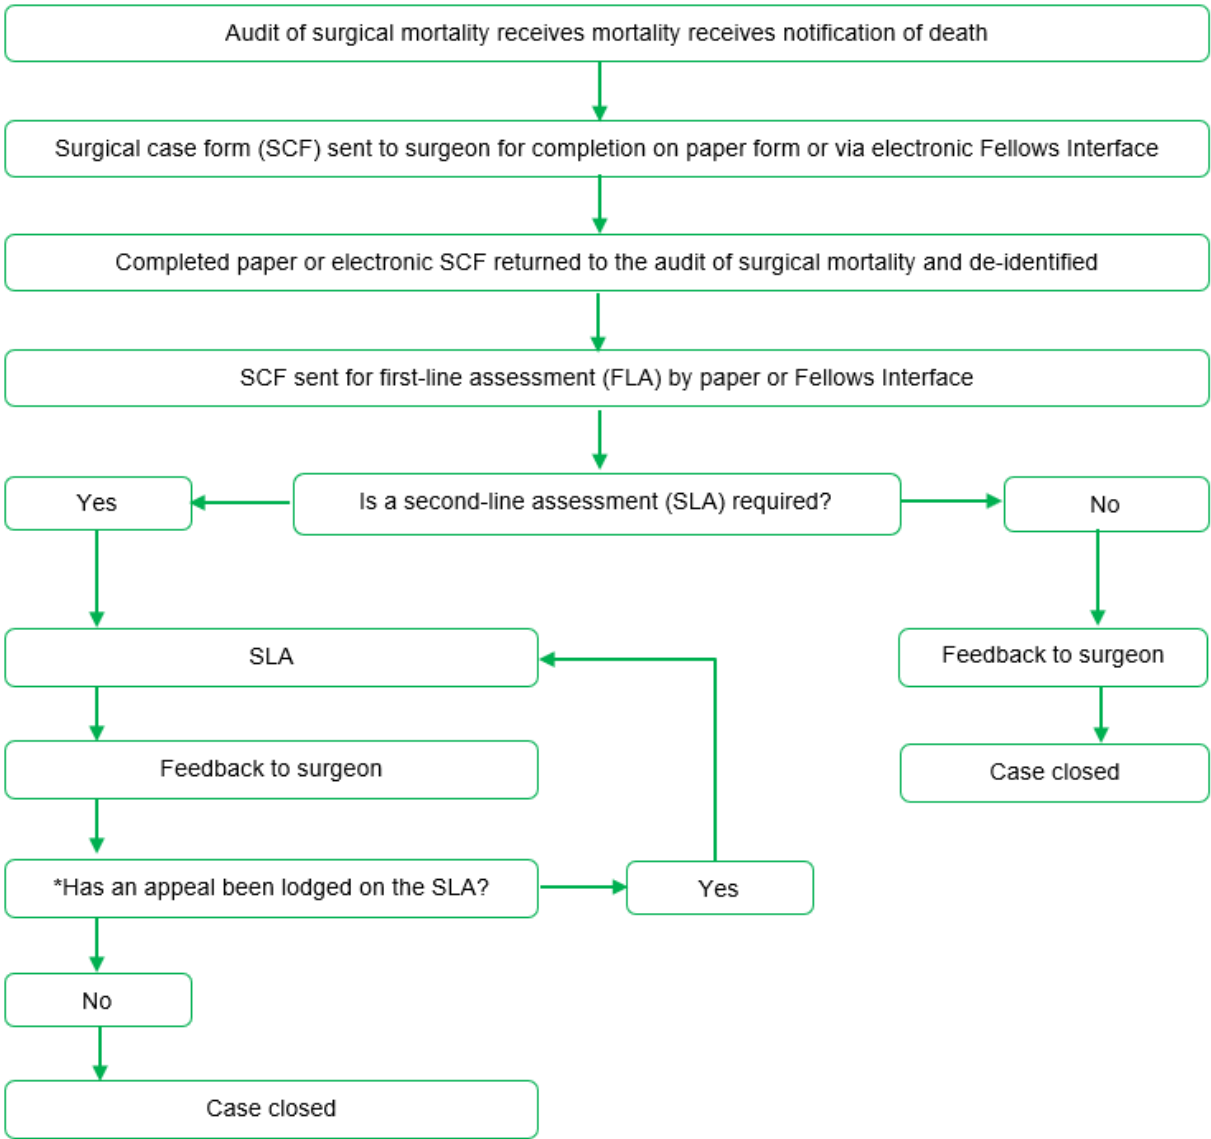 Audit of surgical mortality receives mortality receives notification of death
Surgical case form (SCF) sent to surgeon for completion on paper form or via electronic Fellows Interface
Completed paper or electronic SCF returned to the audit of surgical mortality and de-identified
SCF sent for first-line assessment (FLA) by paper or Fellows Interface
Yes
Is a second-line assessment (SLA) required?
No
SLA
Feedback to surgeon
Feedback to surgeon
Case closed
*Has an appeal been lodged on the SLA?
Yes
No
Case closed